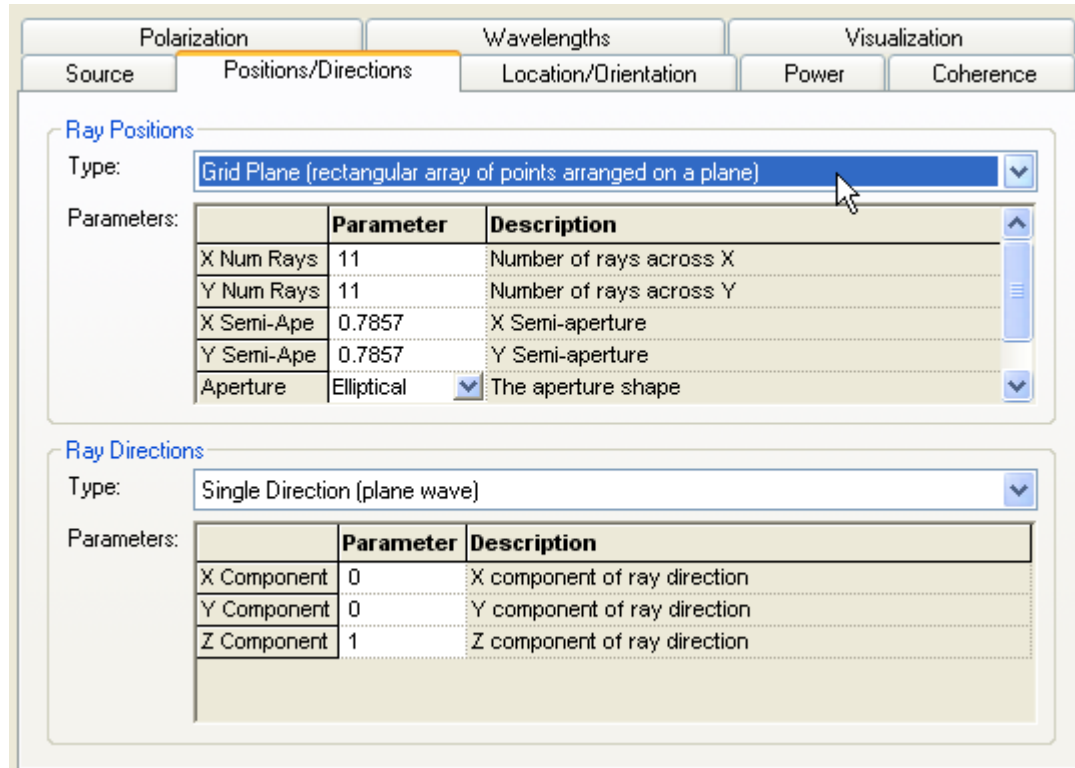 Polarization Wavelengths Visualization
Source Positions/Directions Location/Orientation Power Coherence
Ray Positions
Type: Grid Plane (rectangular array of points arranged on a plane)
Parameters: Parameter Description
X Num Rays 11 Number of rays across X
Y Num Rays 11 Number of rays across Y
X Semi-Ape 0.7857 X Semi-aperture
Y Semi-Ape 0.7857 Y Semi-aperture
Aperture Elliptical The aperture shape
Ray Directions
Type: Single Direction (plane wave)
Parameters: Parameter Description
X Component 0 X component of ray direction
Y Component 0 Y component of ray direction
Z Component 1 Z component of ray direction